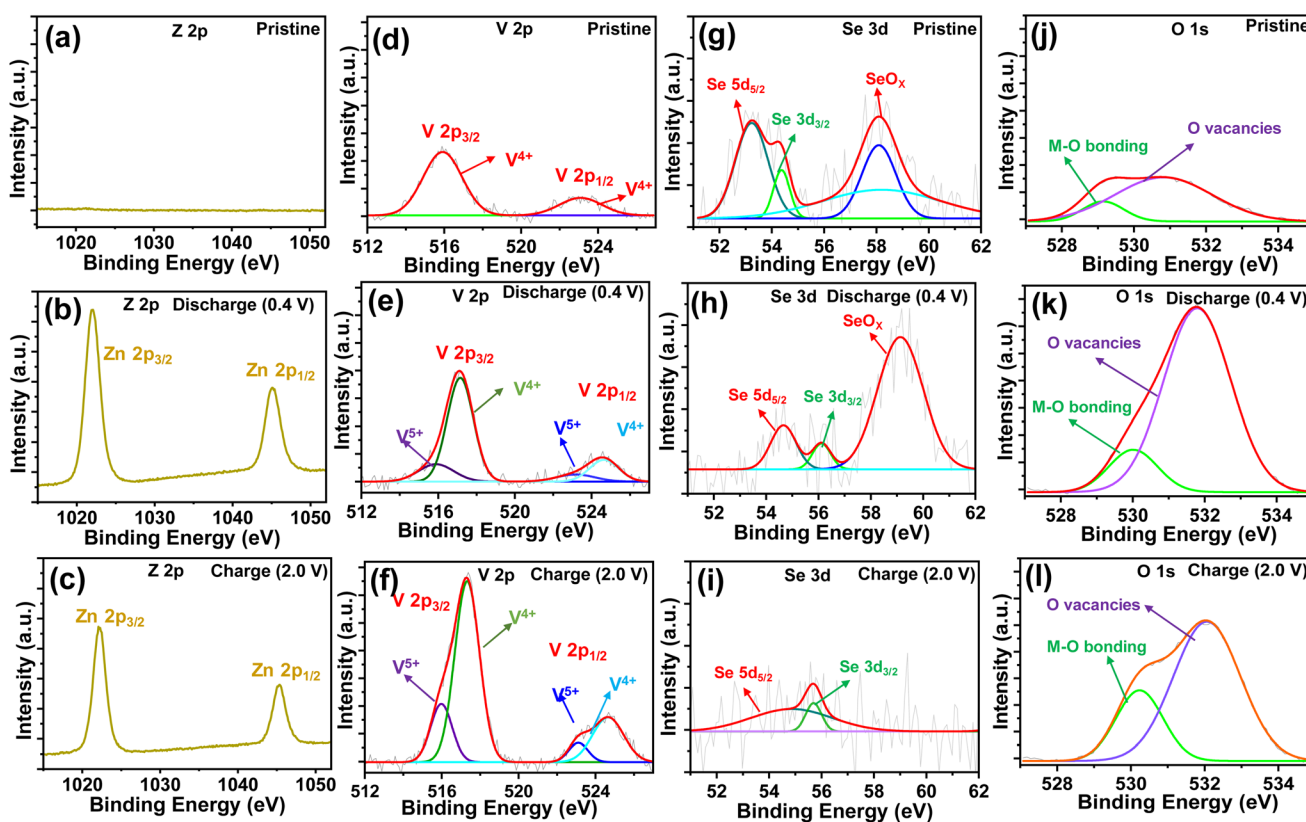 (a) Z 2p Pristine
Intensity (a.u.)
1020 1030 1040 1050
Binding Energy (eV)
(d) V 2p Pristine
Intensity (a.u.)
V 2p3/2
V4+
V 2p1/2
V4+
512 516 520 524
Binding Energy (eV)
(g) Se 3d Pristine
Intensity (a.u.)
Se 5d5/2
Se 3d3/2
SeOX
52 54 56 58 60 62
Binding Energy (eV)
(j) O 1s Pristine
Intensity (a.u.)
M-O bonding
O vacancies
528 530 532 534
Binding Energy (eV)
(b) Z 2p Discharge (0.4 V)
Intensity (a.u.)
Zn 2p3/2
Zn 2p1/2
1020 1030 1040 1050
Binding Energy (eV)
(e) V 2p Discharge (0.4 V)
Intensity (a.u.)
V 2p3/2
V4+
V5+
V 2p1/2
V5+
V4+
512 516 520 524
Binding Energy (eV)
(h) Se 3d Discharge (0.4 V)
Intensity (a.u.)
SeOX
Se 5d5/2
Se 3d3/2
52 54 56 58 60 62
Binding Energy (eV)
(k) O 1s Discharge (0.4 V)
Intensity (a.u.)
O vacancies
M-O bonding
528 530 532 534
Binding Energy (eV)
(c) Z 2p Charge (2.0 V)
Intensity (a.u.)
Zn 2p3/2
Zn 2p1/2
1020 1030 1040 1050
Binding Energy (eV)
(f) V 2p Charge (2.0 V)
Intensity (a.u.)
V 2p3/2
V4+
V5+
V 2p1/2
V5+
V4+
512 516 520 524
Binding Energy (eV)
(i) Se 3d Charge (2.0 V)
Intensity (a.u.)
Se 5d5/2
Se 3d3/2
52 54 56 58 60 62
Binding Energy (eV)
(l) O 1s Charge (2.0 V)
Intensity (a.u.)
O vacancies
M-O bonding
528 530 532 534
Binding Energy (eV)